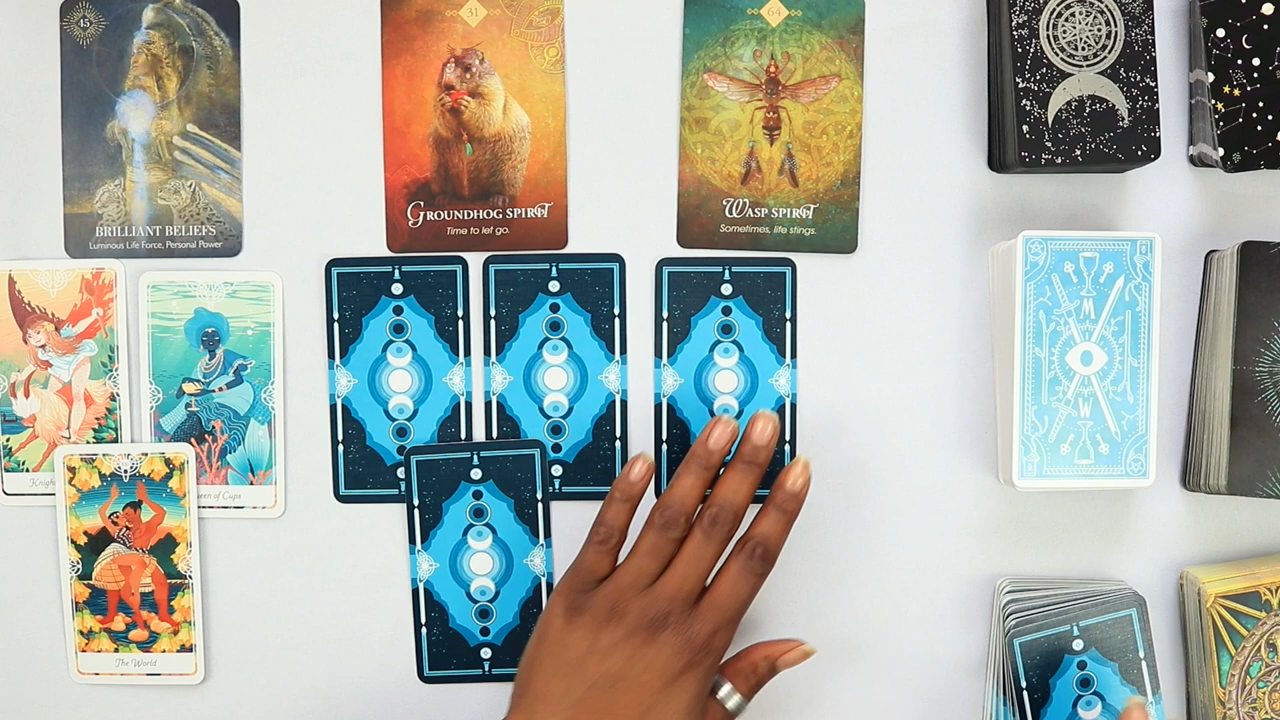 45
BRILLIANT BELIEFS
Luminous Life Force, Personal Power
31
GROUNDHOG SPIRIT
Time to let go.
64
WASP SPIRIT
Sometimes, life stings.
Queen of Cups
The World
M
W